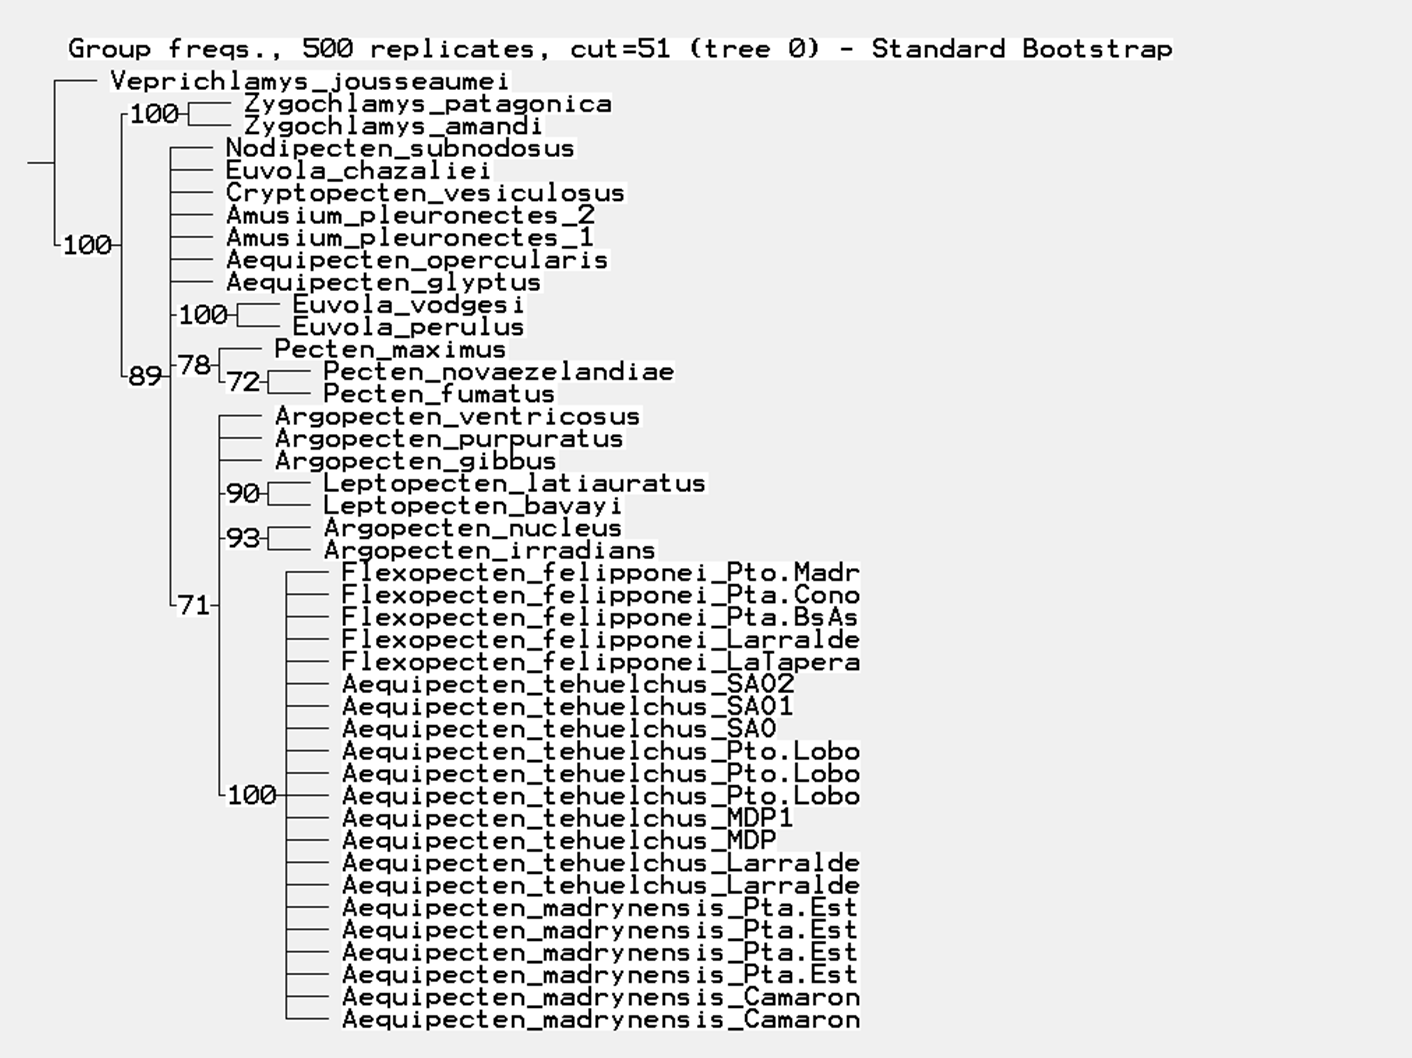 Group freqs., 500 replicates, cut=51 (tree 0) - Standard Bootstrap
Veprichlamys_jousseaumei
Zygochlamys_patagonica
100
Zygochlamys_amandi
Nodipecten_subnodosus
Euvola_chazaliei
Cryptopecten_vesiculosus
Amusium_pleuronectes_2
Amusium_pleuronectes_1
100
Aequipecten_opercularis
Aequipecten_glyptus
Euvola_vodgesi
100
Euvola_perulus
Pecten_maximus
78
Pecten_novaezelandiae
89
72
Pecten_fumatus
Argopecten_ventricosus
Argopecten_purpuratus
Argopecten_gibbus
Leptopecten_latiauratus
90
Leptopecten_bavayi
Argopecten_nucleus
93
Argopecten_irradians
Flexopecten_felipponei_Pto.Madr
Flexopecten_felipponei_Pta.Cono
71
Flexopecten_felipponei_Pta.BsAs
Flexopecten_felipponei_Larralde
Flexopecten_felipponei_LaTapera
Aequipecten_tehuelchus_SAO2
Aequipecten_tehuelchus_SAO1
Aequipecten_tehuelchus_SAO
Aequipecten_tehuelchus_Pto.Lobo
Aequipecten_tehuelchus_Pto.Lobo
100
Aequipecten_tehuelchus_Pto.Lobo
Aequipecten_tehuelchus_MDP1
Aequipecten_tehuelchus_MDP
Aequipecten_tehuelchus_Larralde
Aequipecten_tehuelchus_Larralde
Aequipecten_madrynensis_Pta.Est
Aequipecten_madrynensis_Pta.Est
Aequipecten_madrynensis_Pta.Est
Aequipecten_madrynensis_Pta.Est
Aequipecten_madrynensis_Camaron
Aequipecten_madrynensis_Camaron